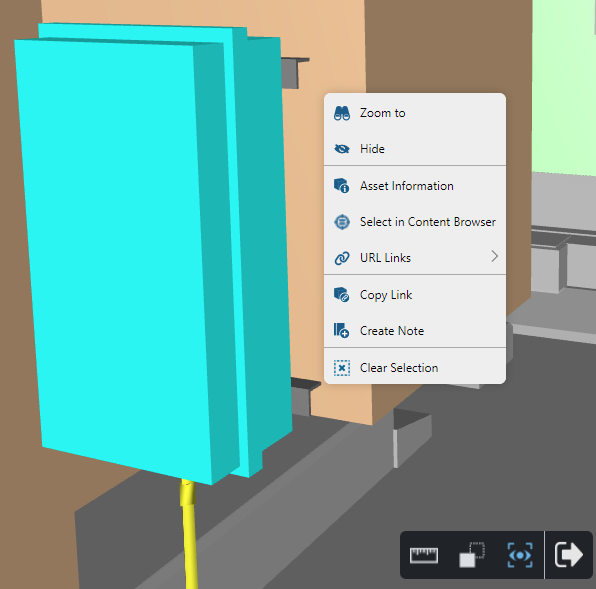 Zoom to
Hide
Asset Information
Select in Content Browser
URL Links
Copy Link
Create Note
Clear Selection